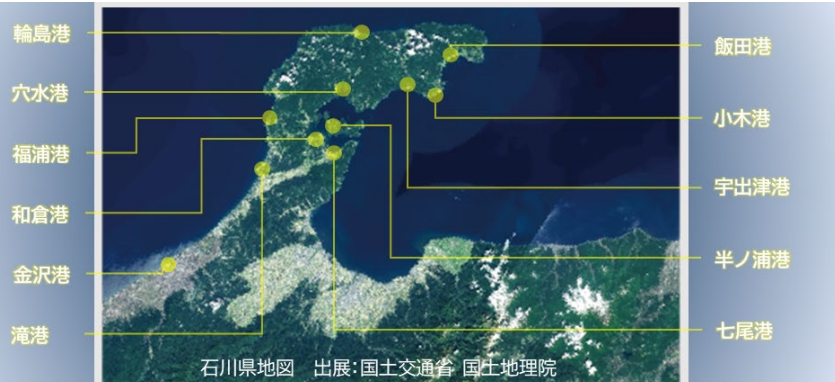 輪島港
穴水港
福浦港
和倉港
金沢港
滝港
飯田港
小木港
宇出津港
半ノ浦港
七尾港
石川県地図　出展：国土交通省 国土地理院